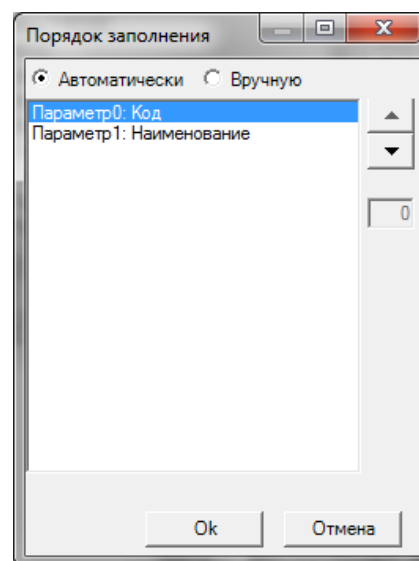 Порядок заполнения
Автоматически Вручную
Параметр0: Код
Параметр1: Наименование
0
Ok Отмена